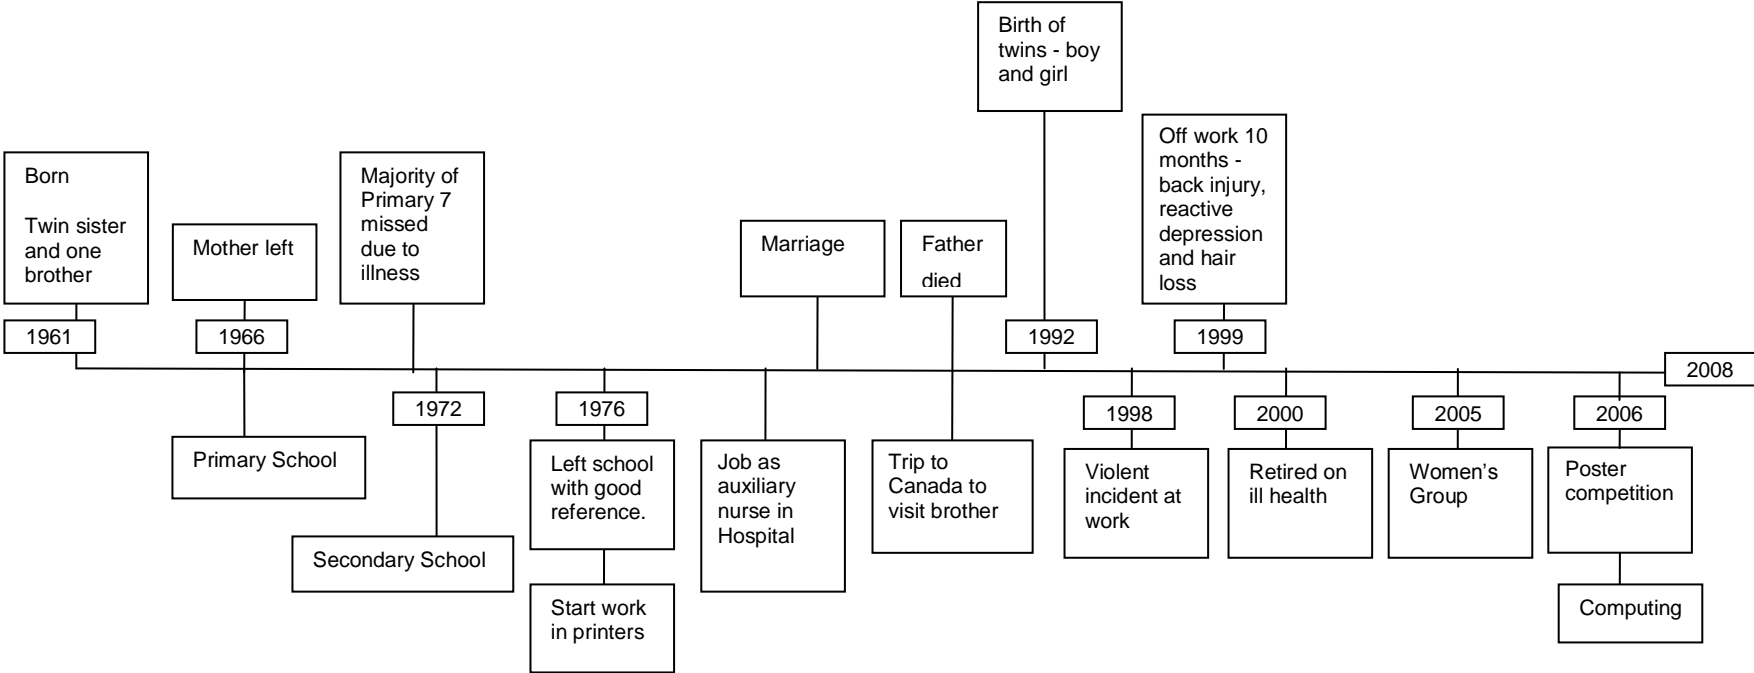 Birth of
twins - boy
and girl
Off work 10
months -
back injury,
reactive
depression
and hair
loss
Born
Twin sister
and one
brother
Majority of
Primary 7
missed
due to
illness
Mother left
Marriage
Father
died
1961
1966
1992
1999
2008
1972
1976
1998
2000
2005
2006
Primary School
Left school
with good
reference.
Job as
auxiliary
nurse in
Hospital
Trip to
Canada to
visit brother
Violent
incident at
work
Retired on
ill health
Women’s
Group
Poster
competition
Secondary School
Start work
in printers
Computing